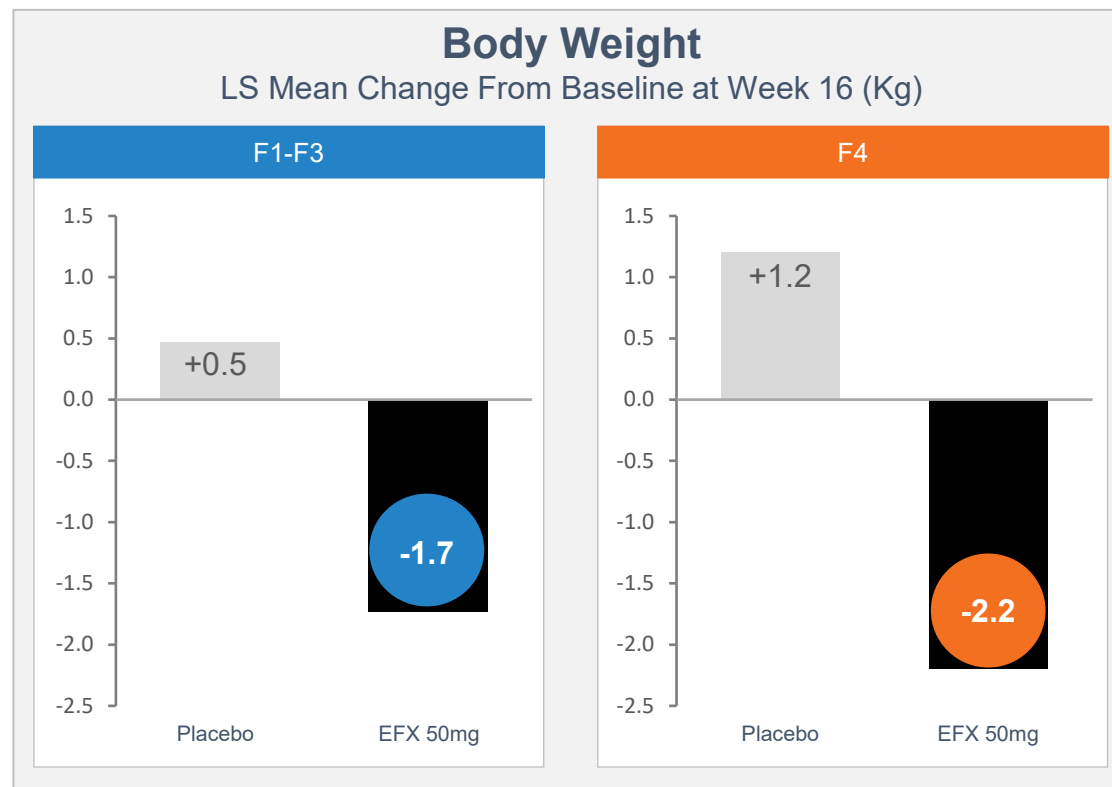 Body Weight
LS Mean Change From Baseline at Week 16 (Kg)
F1-F3
1.5
1.0
0.5
0.0
-0.5
-1.0
-1.5
-2.0
-2.5
+0.5
-1.7
Placebo
EFX 50mg
F4
1.5
1.0
0.5
0.0
-0.5
-1.0
-1.5
-2.0
-2.5
+1.2
-2.2
Placebo
EFX 50mg